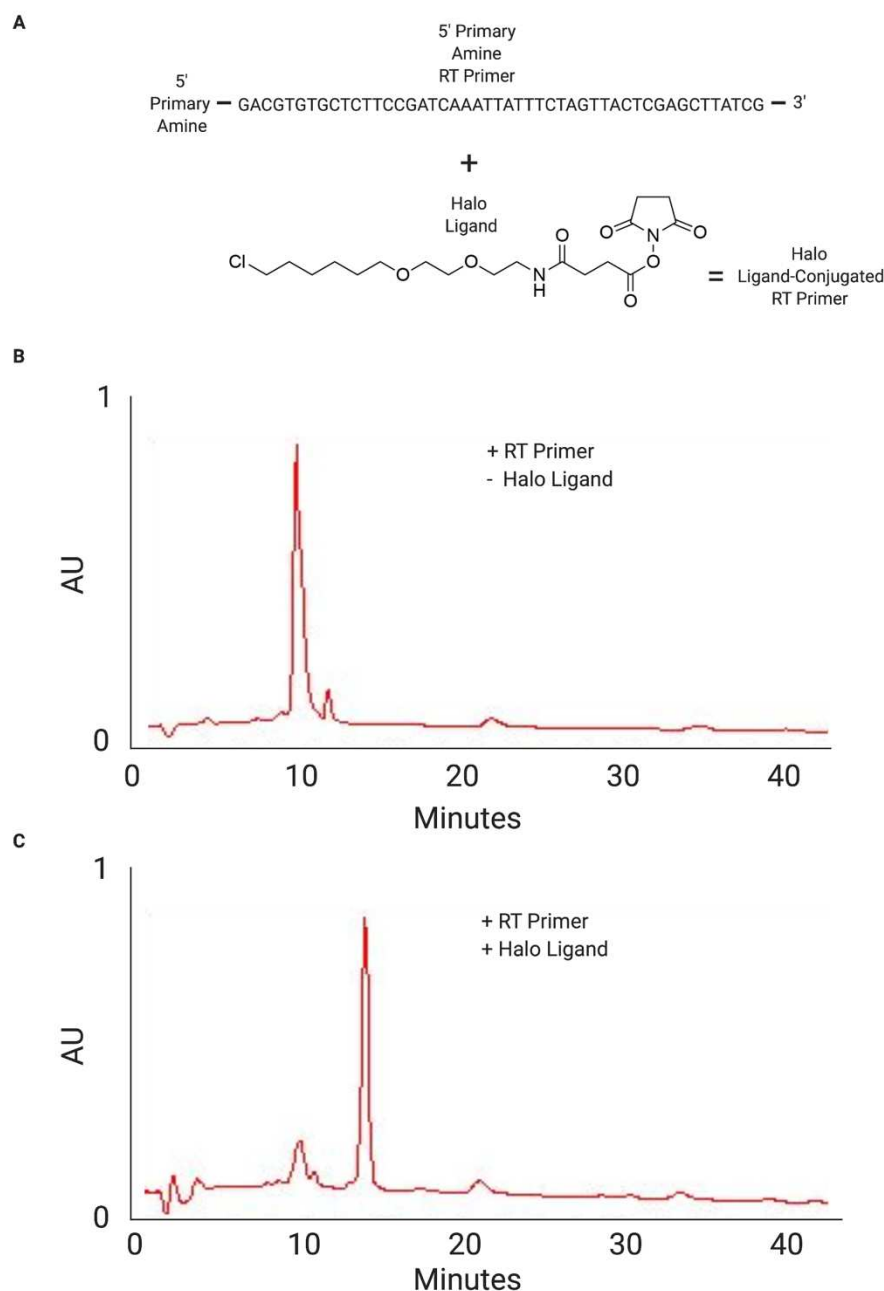 A
5' Primary
Amine
RT Primer
5'
Primary
Amine
GACGTGTGCTCTTCCGATCAAATTATTTCTAGTTACTCGAGCTTATCG
3'
+
Halo
Ligand
Cl
O
O
N
H
O
O
O
O
N
O
=
Halo
Ligand-Conjugated
RT Primer
B
1
+ RT Primer
- Halo Ligand
AU
0
0 10 20 30 40
Minutes
C
1
+ RT Primer
+ Halo Ligand
AU
0
0 10 20 30 40
Minutes